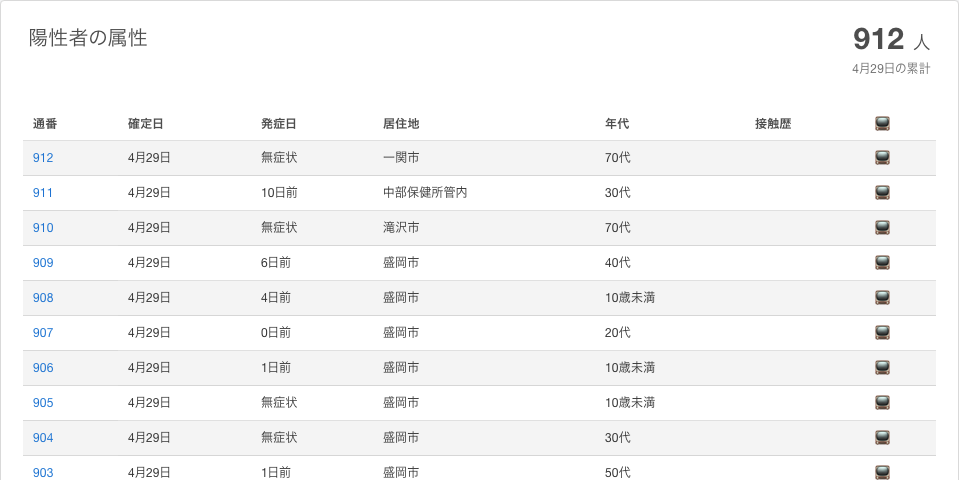 陽性者の属性
912 人
4月29日の累計
通番 確定日 発症日 居住地 年代 接触歴
912 4月29日 無症状 一関市 70代
911 4月29日 10日前 中部保健所管内 30代
910 4月29日 無症状 滝沢市 70代
909 4月29日 6日前 盛岡市 40代
908 4月29日 4日前 盛岡市 10歳未満
907 4月29日 0日前 盛岡市 20代
906 4月29日 1日前 盛岡市 10歳未満
905 4月29日 無症状 盛岡市 10歳未満
904 4月29日 無症状 盛岡市 30代
903 4月29日 1日前 盛岡市 50代